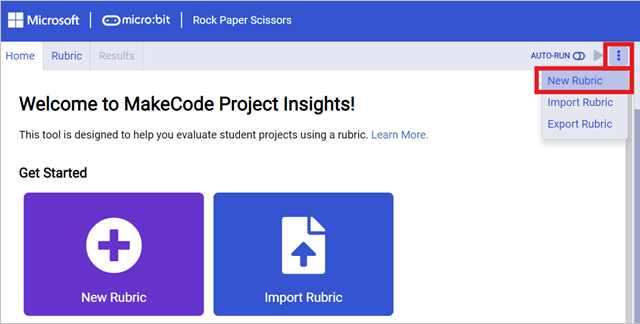 Microsoft micro:bit Rock Paper Scissors
Home Rubric Results AUTO-RUN
New Rubric
Import Rubric
Export Rubric
Welcome to MakeCode Project Insights!
This tool is designed to help you evaluate student projects using a rubric. Learn More.
Get Started
New Rubric
Import Rubric